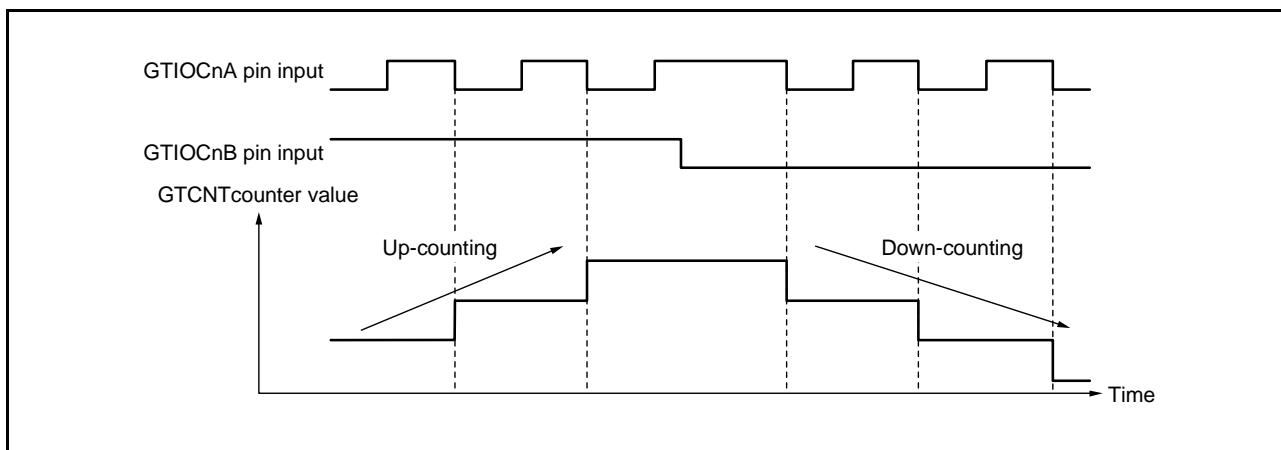 GTIOCnA pin input
GTIOCnB pin input
GTCNTcounter value
Up-counting
Down-counting
Time